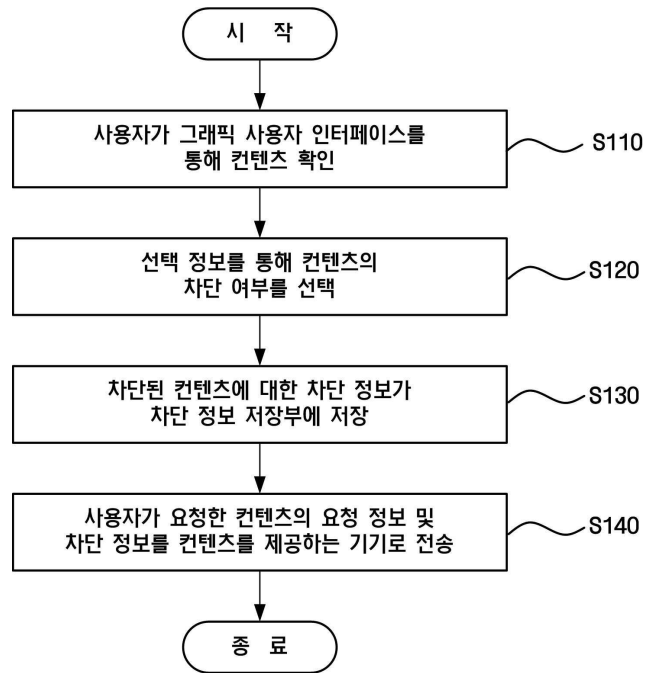 시 작
사용자가 그래픽 사용자 인터페이스를
통해 컨텐츠 확인
S110
선택 정보를 통해 컨텐츠의
차단 여부를 선택
S120
차단된 컨텐츠에 대한 차단 정보가
차단 정보 저장부에 저장
S130
사용자가 요청한 컨텐츠의 요청 정보 및
차단 정보를 컨텐츠를 제공하는 기기로 전송
S140
종 료